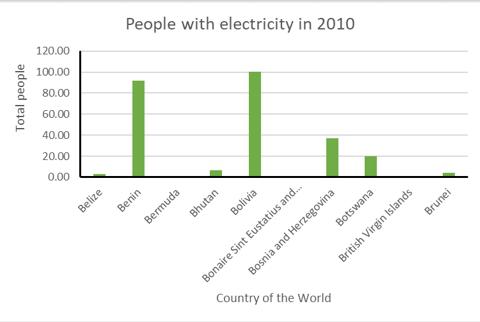 People with electricity in 2010
Total people
120.00
100.00
80.00
60.00
40.00
20.00
0.00
Belize
Benin
Bermuda
Bhutan
Bolivia
Bonaire Sint Eustatius and...
Bosnia and Herzegovina
Botswana
British Virgin Islands
Brunei
Country of the World